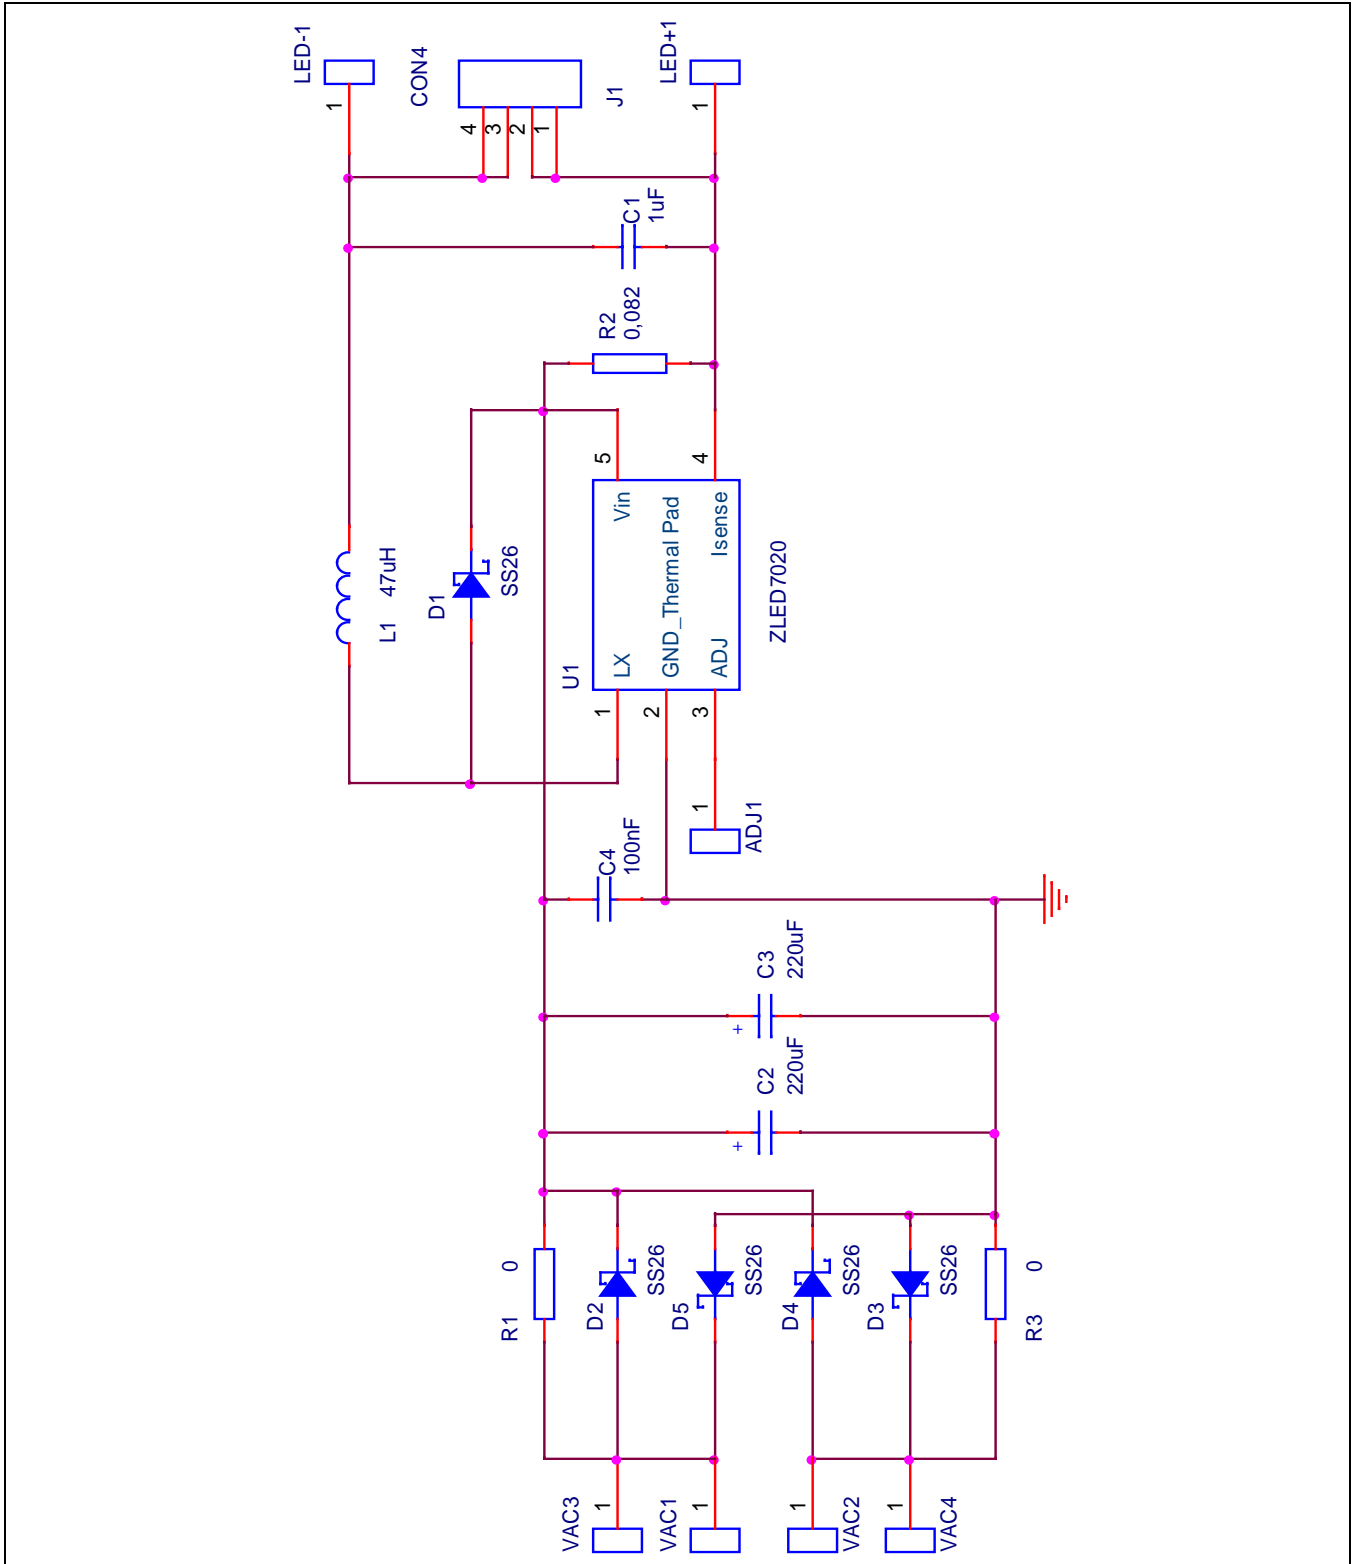 LED-1
1
CON4
4
3
2
1
J1
LED+1
1
C1
1uF
R2
0,082
L1 47uH
D1
SS26
5
4
Vin
GND_Thermal Pad
Isense
LX
ADJ
U1
ZLED7020
1
2
3
1
ADJ1
C4
100nF
C3
220uF
+
C2
220uF
+
R1 0
D2
SS26
D5
SS26
D4
SS26
D3
SS26
R3 0
VAC3
1
VAC1
1
1
VAC2
1
VAC4